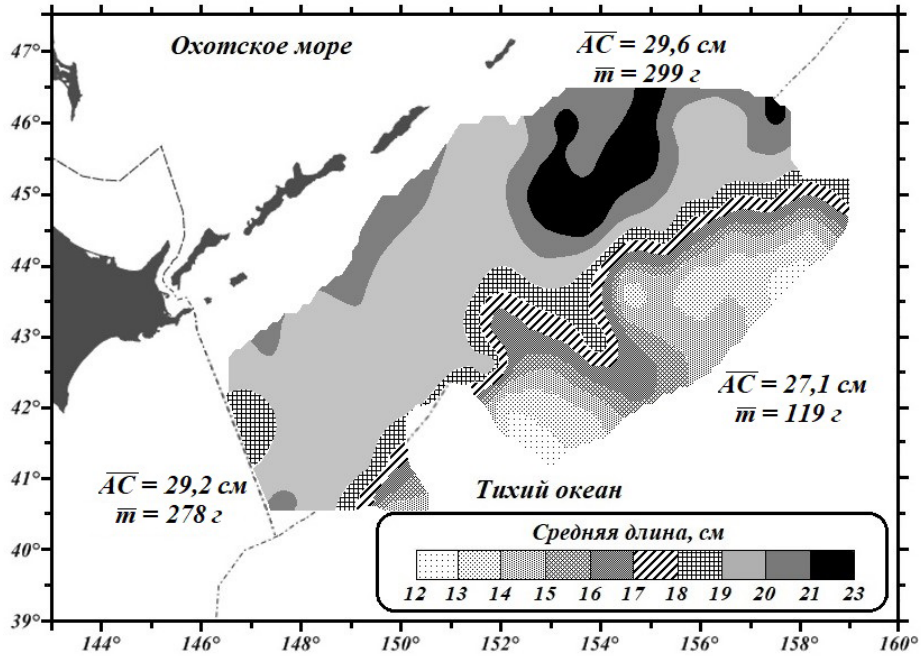 47°
Охотское море
AC = 29,6 см
m = 299 г
46°
45°
44°
43°
42°
AC = 27,1 см
m = 119 г
41°
AC = 29,2 см
m = 278 г
Тихий океан
Средняя длина, см
40°
12 13 14 15 16 17 18 19 20 21 23
39°
144° 146° 148° 150° 152° 154° 156° 158° 160°